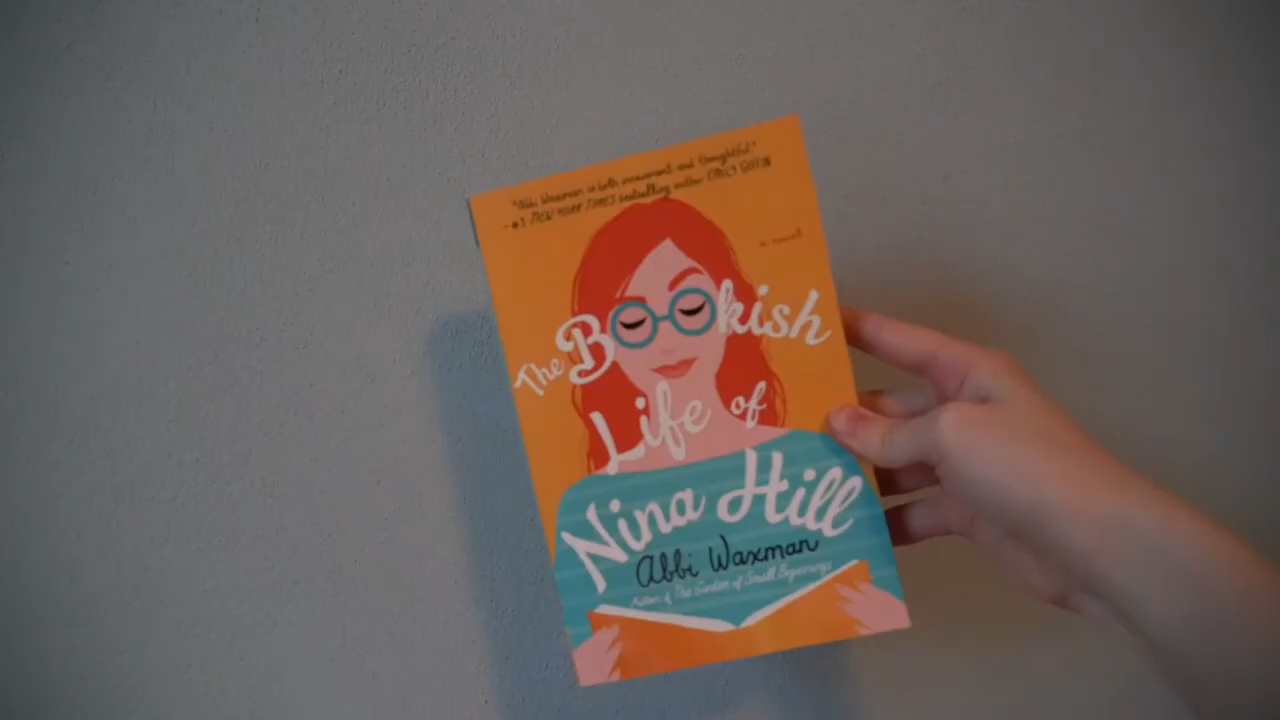 "Abbi Waxman is both irreverent and thoughtful."
-#1 NEW YORK TIMES bestselling author EMILY GIFFIN
a novel
The Bookish
Life of
Nina Hill
Abbi Waxman
Author of The Garden of Small Beginnings